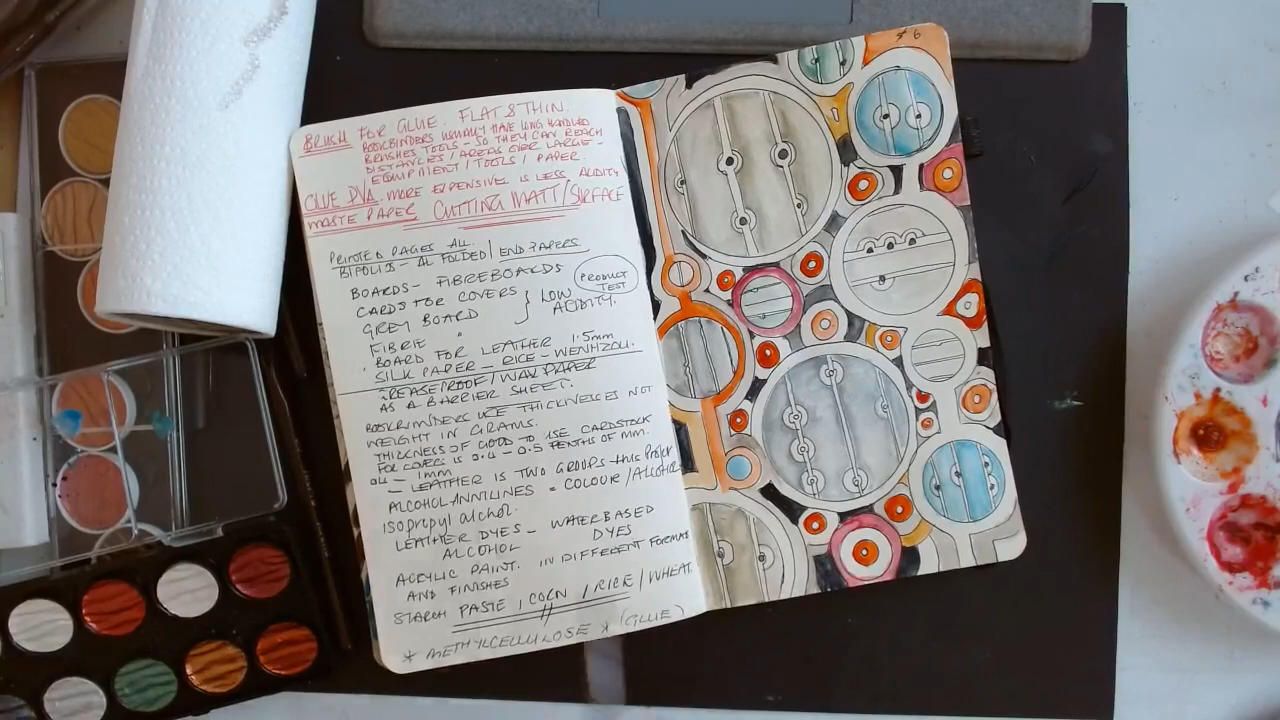 BRUSH FOR GLUE. FLAT & THIN.
BOOKBINDERS USUALLY HAVE LONG HANDLED
BRUSHES TOOLS - SO THEY CAN REACH
DISTANCES / AREAS OVER LARGE -
EQUIPMENT / TOOLS / PAPER.
GLUE PVA. MORE EXPENSIVE IS LESS ACIDITY
WASTE PAPER CUTTING MATT/SURFACE
PRINTED PAGES ALL
- AL FOLDED / END PAPERS
BOARDS - FIBREBOARDS
CARDS FOR COVERS
GREY BOARD
FIBRE "
LOW
ACIDITY.
PRODUCT
TEST
BOARD FOR LEATHER 1.5mm
SILK PAPER - RICE - WENHZOU.
GREASEPROOF / WAX PAPER
AS A BARRIER SHEET.
BOOKBINDERS USE THICKNESSES NOT
WEIGHT IN GRAMS.
THICKNESS OF GOOD TO USE CARDSTOCK
FOR COVERS IS 0.4 - 0.5 TENTHS OF MM.
- 1mm
- LEATHER IS TWO GROUPS - this Project
ALCOHOL ANNILINES = COLOUR / ALCOHOL
isopropyl alchol.
LEATHER DYES - WATERBASED
ALCOHOL DYES
ACRYLIC PAINT. IN DIFFERENT FORMATS
AND FINISHES
STARCH PASTE / CORN / RICE / WHEAT.
* METHYLCELLULOSE * (GLUE)